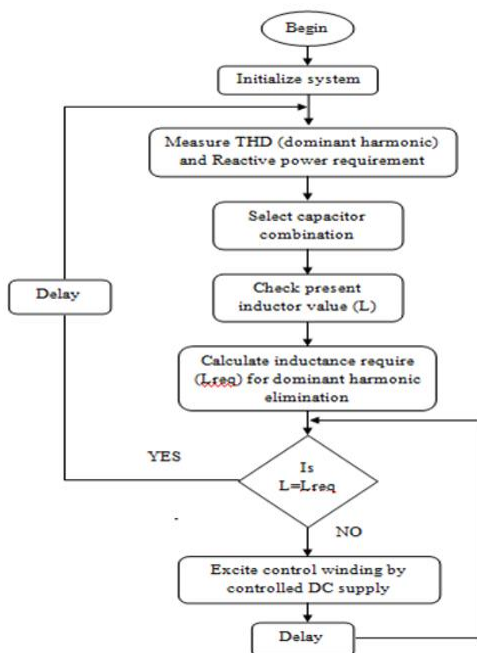 Begin
Initialize system
Measure THD (dominant harmonic)
and Reactive power requirement
Select capacitor
combination
Delay
Check present
inductor value (L)
Calculate inductance require
(Lreq) for dominant harmonic
elimination
YES
Is
L=Lreq
NO
Excite control winding by
controlled DC supply
Delay